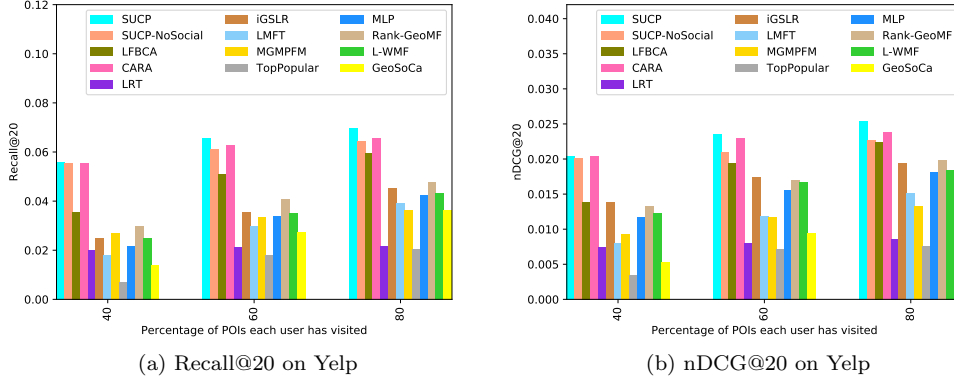 0.12
0.10
0.08
0.06
0.04
0.02
0.00
Recall@20
SUCP
SUCP-NoSocial
LFBCA
CARA
LRT
iGSLR
LMFT
MGMPFM
TopPopular
MLP
Rank-GeoMF
L-WMF
GeoSoCa
40
60
80
Percentage of POIs each user has visited
(a) Recall@20 on Yelp
0.040
0.035
0.030
0.025
0.020
0.015
0.010
0.005
0.000
nDCG@20
SUCP
SUCP-NoSocial
LFBCA
CARA
LRT
iGSLR
LMFT
MGMPFM
TopPopular
MLP
Rank-GeoMF
L-WMF
GeoSoCa
40
60
80
Percentage of POIs each user has visited
(b) nDCG@20 on Yelp